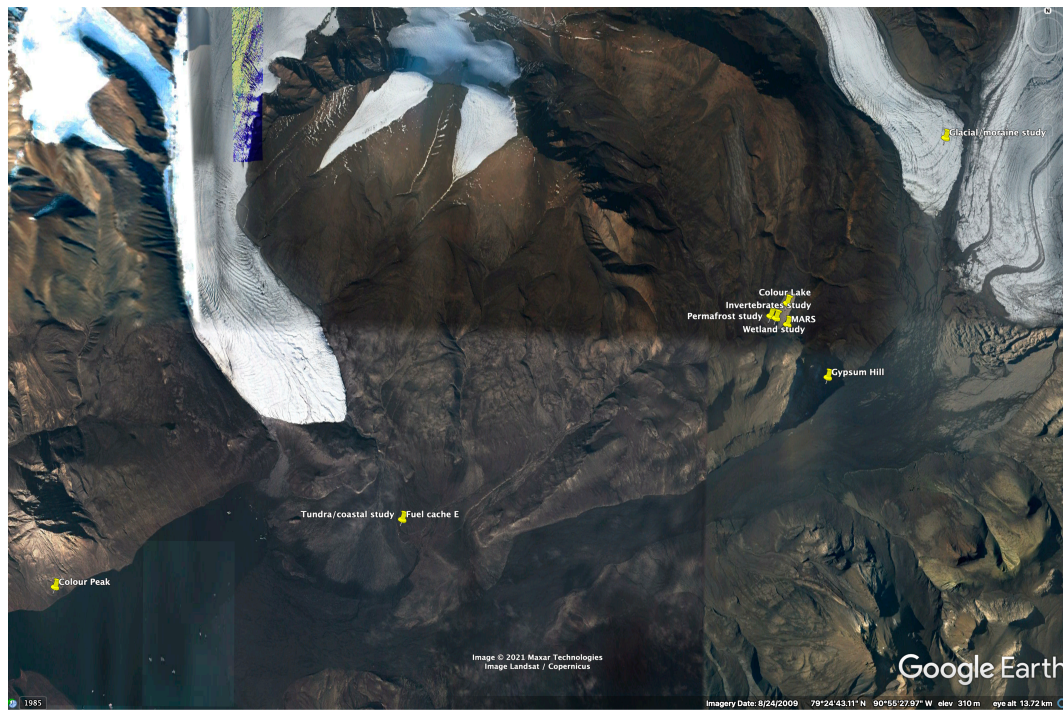 N
Glacial/moraine study
Colour Lake
Invertebrates study
Permafrost study
MARS
Wetland study
Gypsum Hill
Tundra/coastal study
Fuel cache E
Colour Peak
Image © 2021 Maxar Technologies
Image Landsat / Copernicus
Google Earth
1985
Imagery Date: 8/24/2009 79°24'43.11" N 90°55'27.97" W elev 310 m eye alt 13.72 km